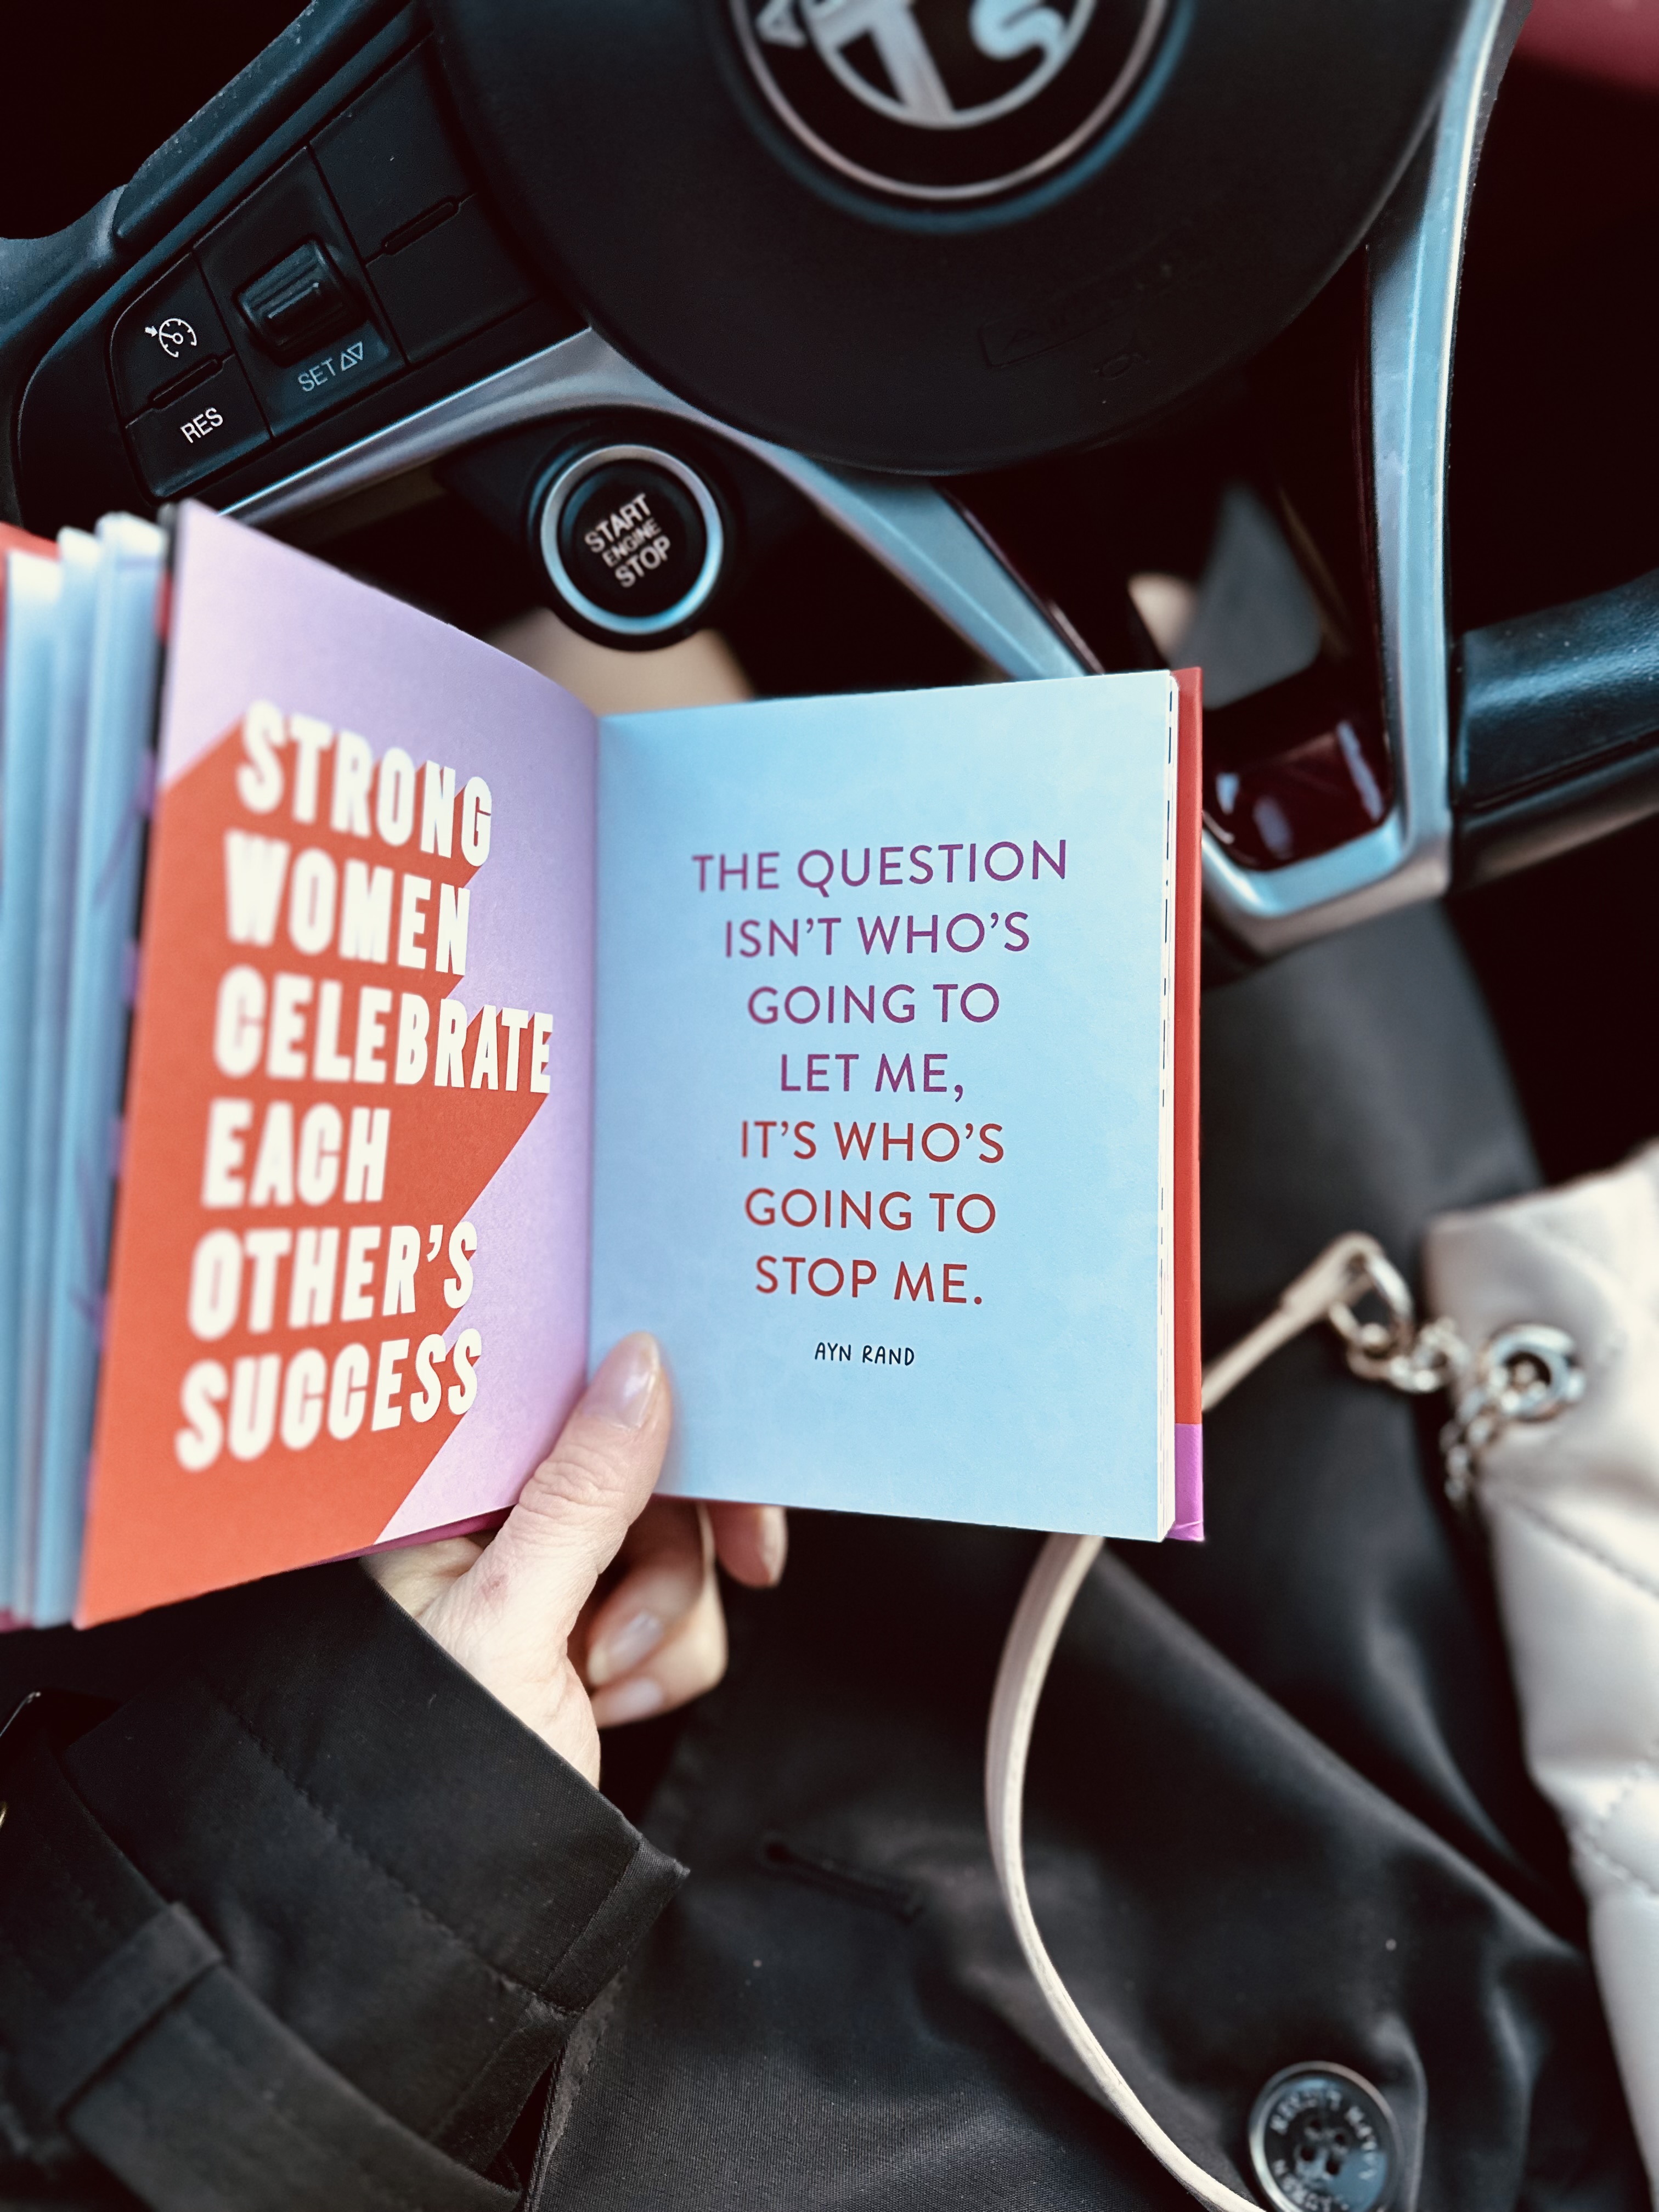 SET
RES
START
ENGINE
STOP
STRONG
WOMEN
CELEBRATE
EACH
OTHER'S
SUCCESS
THE QUESTION
ISN'T WHO'S
GOING TO
LET ME,
IT'S WHO'S
GOING TO
STOP ME.
AYN RAND